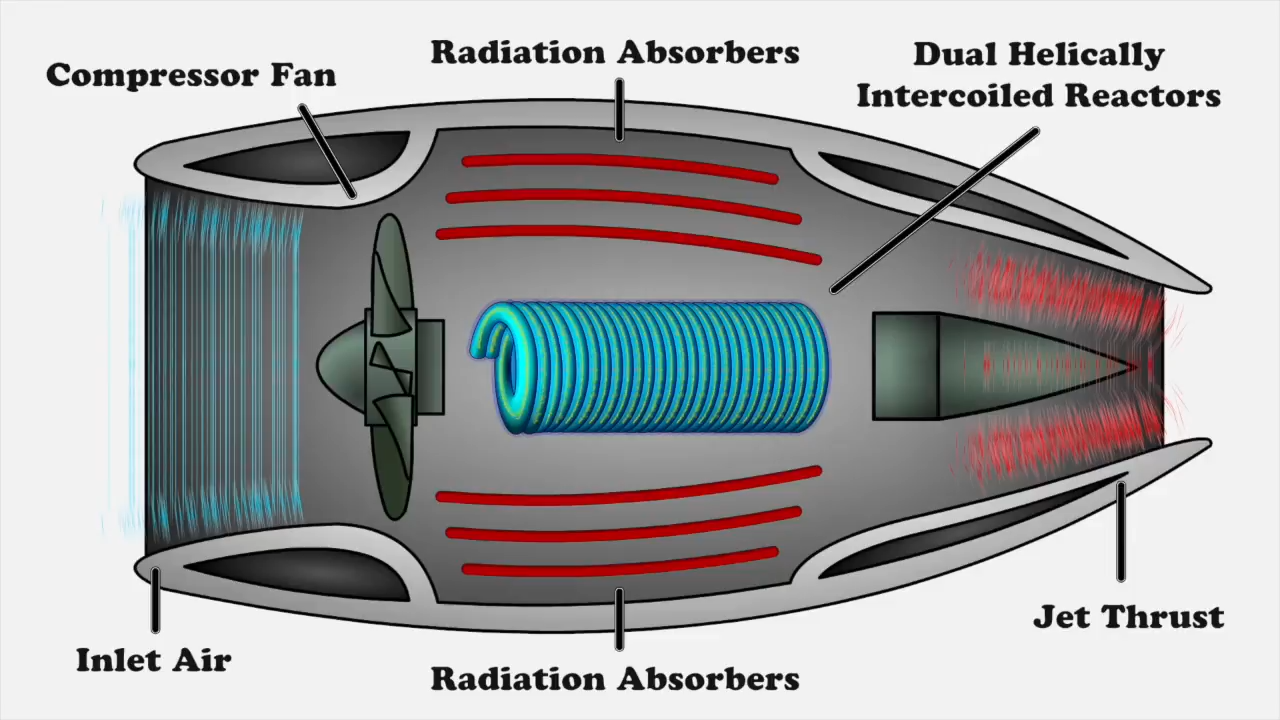 Radiation Absorbers
Compressor Fan
Dual Helically
Intercoiled Reactors
Inlet Air
Radiation Absorbers
Jet Thrust